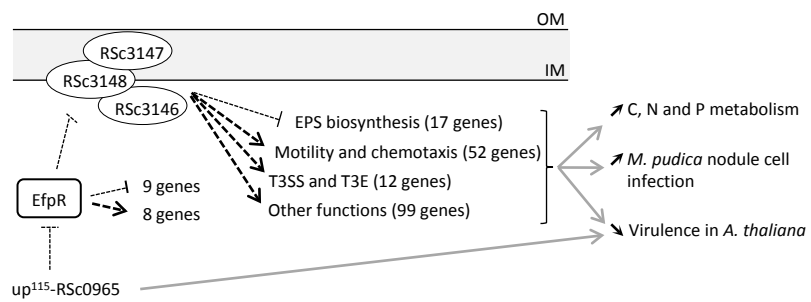 OM
RSc3147
RSc3148
IM
RSc3146
EPS biosynthesis (17 genes)
Motility and chemotaxis (52 genes)
T3SS and T3E (12 genes)
Other functions (99 genes)
C, N and P metabolism
M. pudica nodule cell
infection
Virulence in A. thaliana
EfpR
9 genes
8 genes
up¹¹⁵-RSc0965